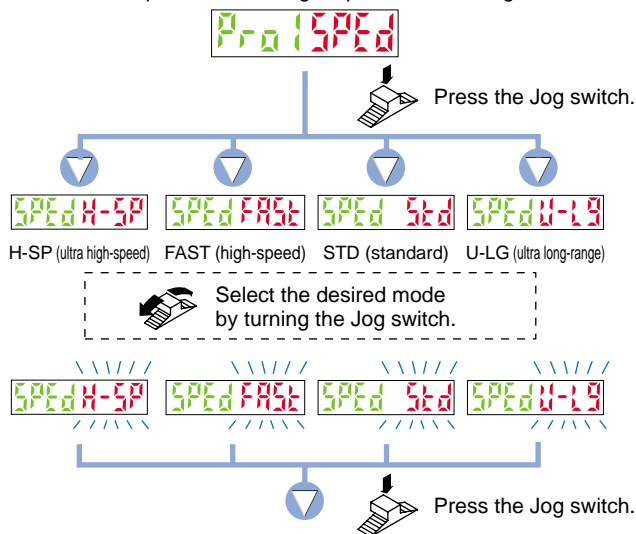 Pro1 SPEd
Press the Jog switch.
SPEd H-SP SPEd FASt SPEd Std SPEd U-Lg
H-SP (ultra high-speed) FAST (high-speed) STD (standard) U-LG (ultra long-range)
Select the desired mode
by turning the Jog switch.
SPEd H-SP SPEd FASt SPEd Std SPEd U-Lg
Press the Jog switch.